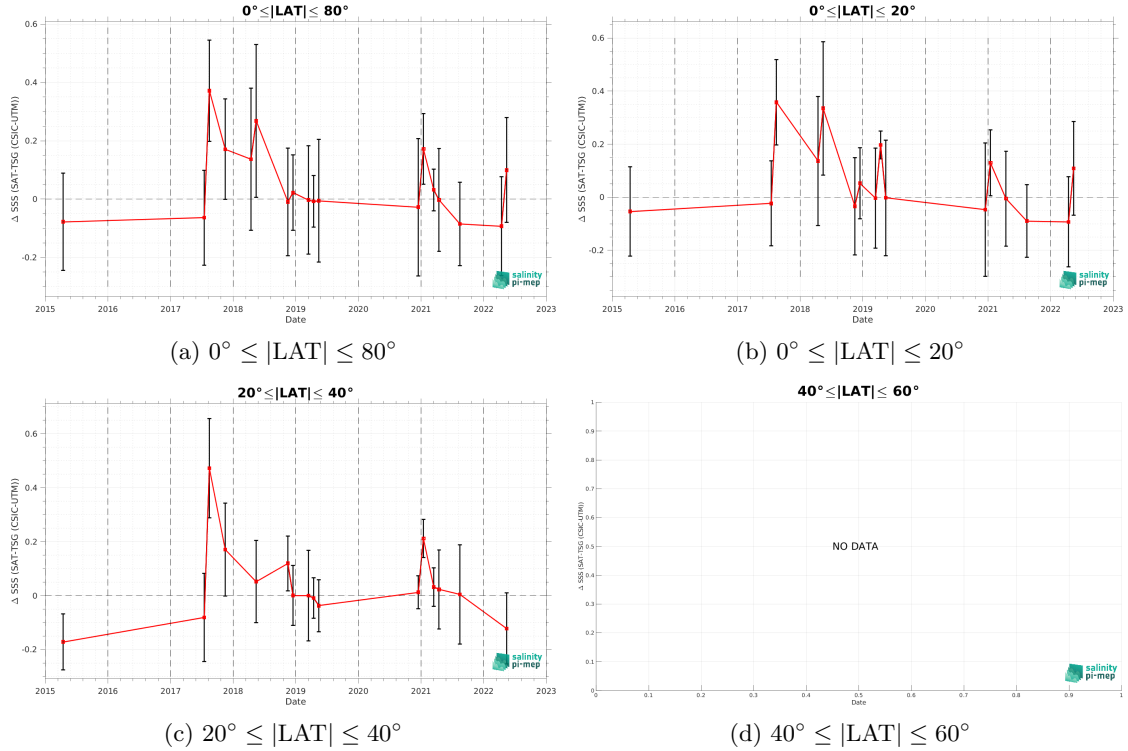 0°≤|LAT|≤ 80°
Δ SSS (SAT-TSG (CSIC-UTM))
0.6
0.4
0.2
0
-0.2
2015 2016 2017 2018 2019 2020 2021 2022 2023
Date
salinity
pi-mep
(a) 0° ≤ |LAT| ≤ 80°
0°≤|LAT|≤ 20°
Δ SSS (SAT-TSG (CSIC-UTM))
0.6
0.4
0.2
0
-0.2
2015 2016 2017 2018 2019 2020 2021 2022 2023
Date
salinity
pi-mep
(b) 0° ≤ |LAT| ≤ 20°
20°≤|LAT|≤ 40°
Δ SSS (SAT-TSG (CSIC-UTM))
0.6
0.4
0.2
0
-0.2
2015 2016 2017 2018 2019 2020 2021 2022 2023
Date
salinity
pi-mep
(c) 20° ≤ |LAT| ≤ 40°
40°≤|LAT|≤ 60°
Δ SSS (SAT-TSG (CSIC-UTM))
1
0.9
0.8
0.7
0.6
0.5
0.4
0.3
0.2
0.1
0
NO DATA
0 0.1 0.2 0.3 0.4 0.5 0.6 0.7 0.8 0.9 1
Date
salinity
pi-mep
(d) 40° ≤ |LAT| ≤ 60°